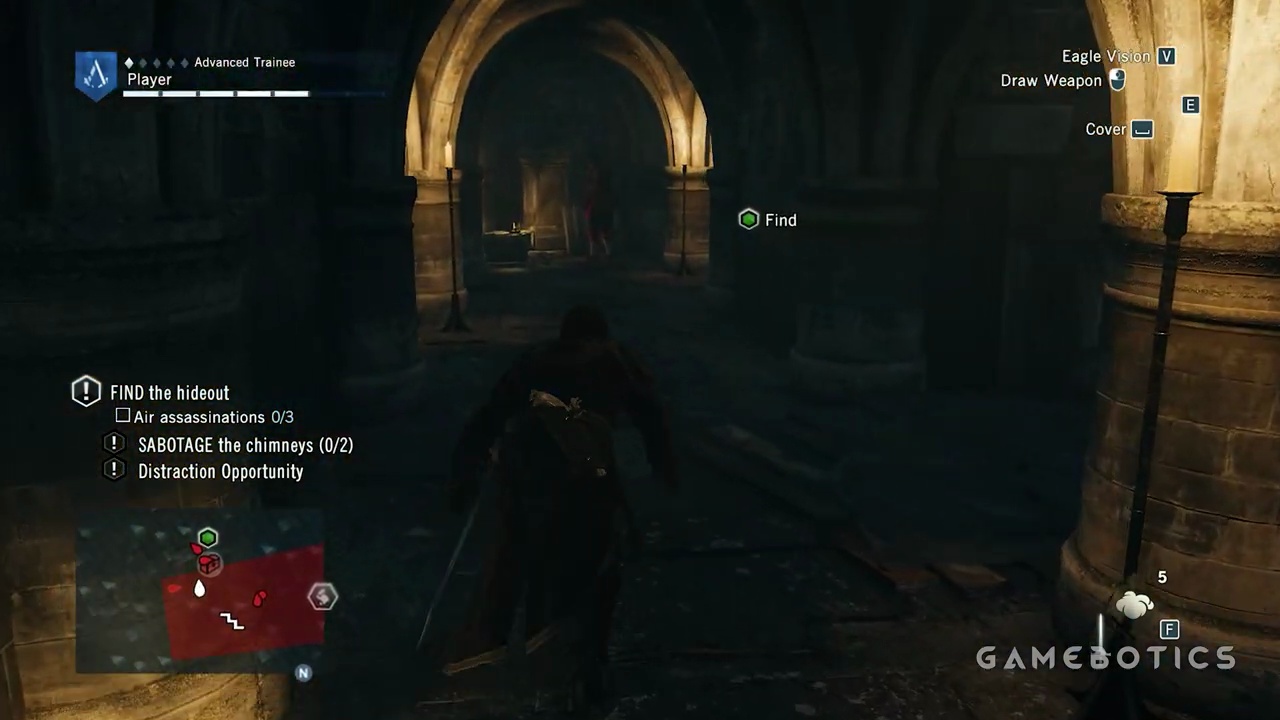 Advanced Trainee
Player
Eagle Vision V
Draw Weapon
E
Cover
Find
FIND the hideout
Air assassinations 0/3
SABOTAGE the chimneys (0/2)
Distraction Opportunity
N
5
F
GAMEBOTICS